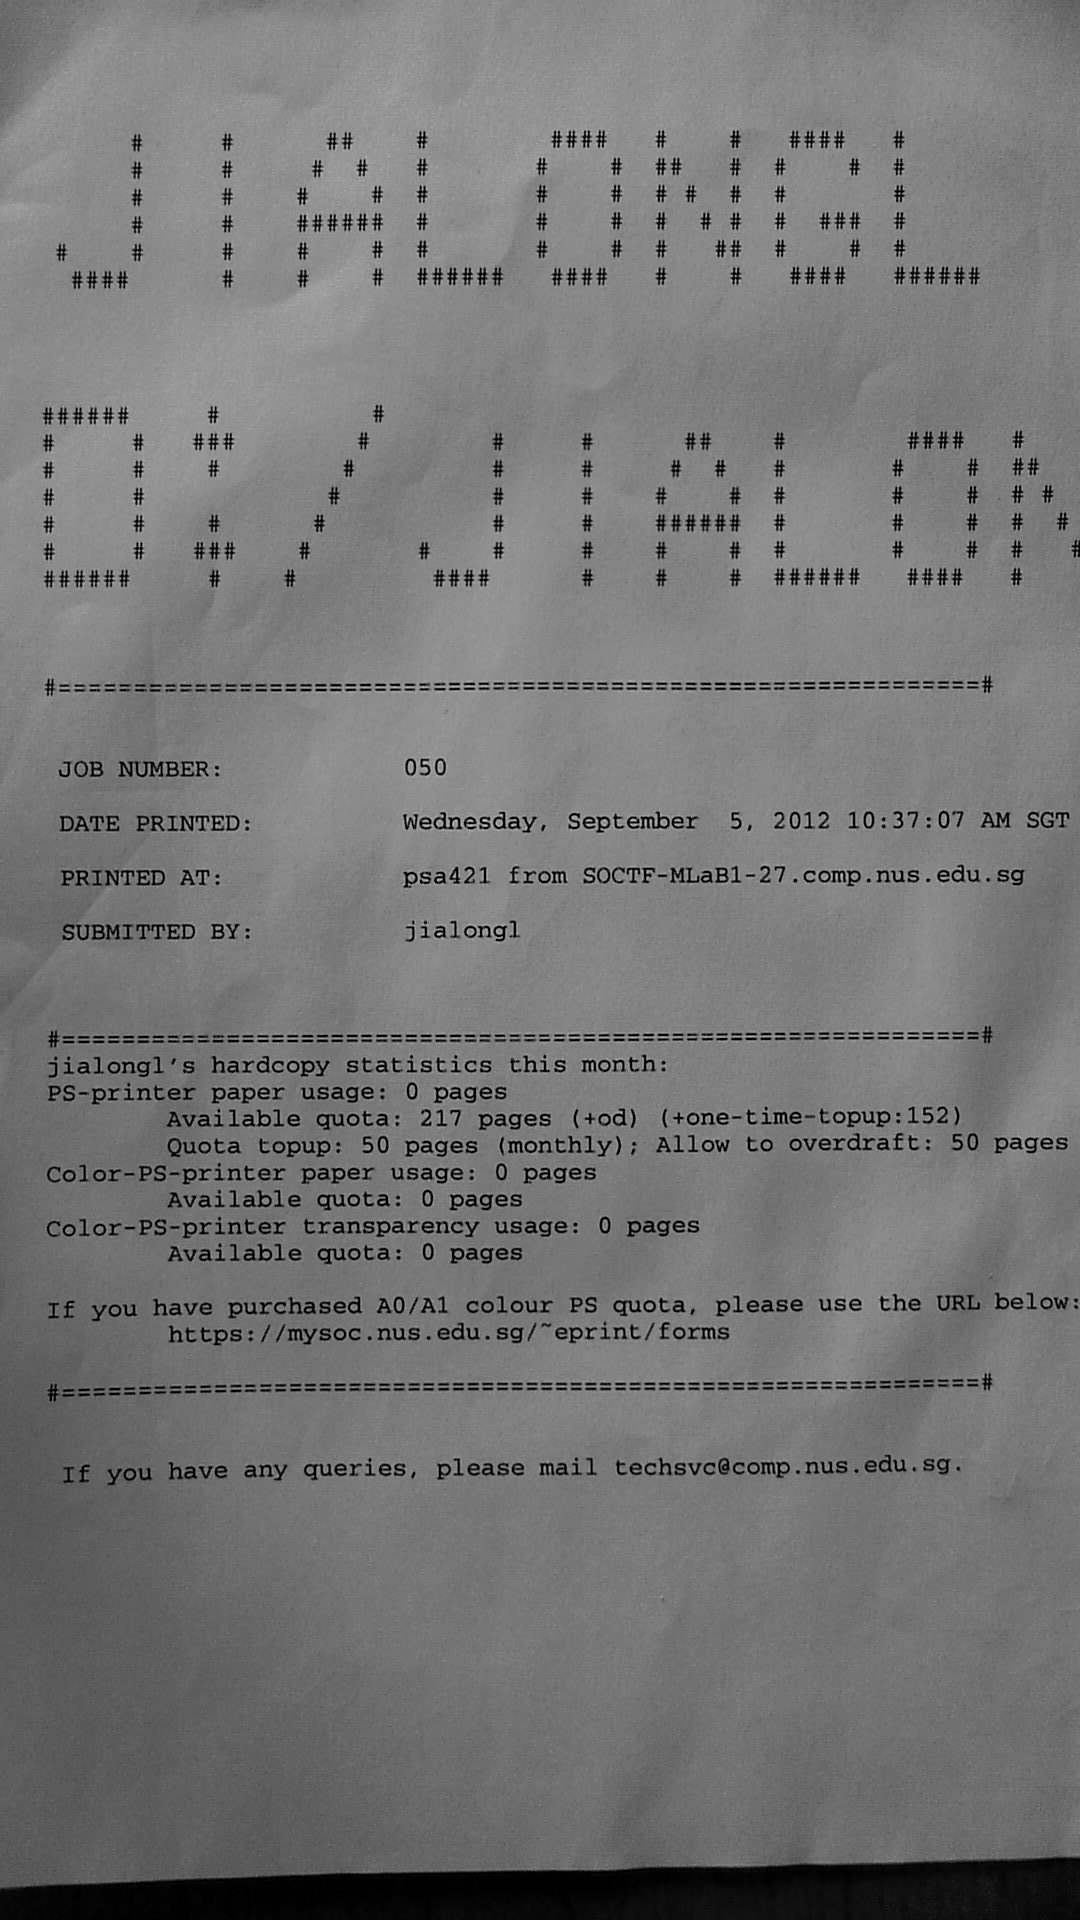 JIALONGL
D:/JIALON
#==============================================================#
JOB NUMBER: 050
DATE PRINTED: Wednesday, September  5, 2012 10:37:07 AM SGT
PRINTED AT: psa421 from SOCTF-MLaB1-27.comp.nus.edu.sg
SUBMITTED BY: jialongl
#==============================================================#
jialongl's hardcopy statistics this month:
PS-printer paper usage: 0 pages
Available quota: 217 pages (+od) (+one-time-topup:152)
Quota topup: 50 pages (monthly); Allow to overdraft: 50 pages
Color-PS-printer paper usage: 0 pages
Available quota: 0 pages
Color-PS-printer transparency usage: 0 pages
Available quota: 0 pages
If you have purchased A0/A1 colour PS quota, please use the URL below:
https://mysoc.nus.edu.sg/~eprint/forms
#==============================================================#
If you have any queries, please mail techsvc@comp.nus.edu.sg.